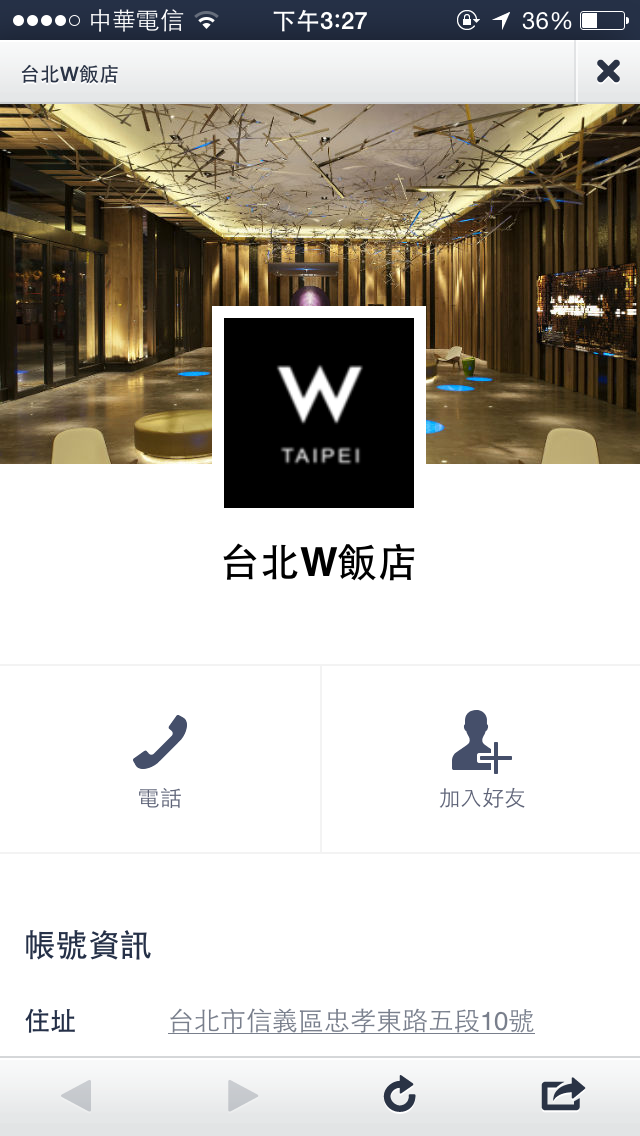 中華電信 下午3:27 36%
台北W飯店
W
TAIPEI
台北W飯店
電話 加入好友
帳號資訊
住址 台北市信義區忠孝東路五段10號